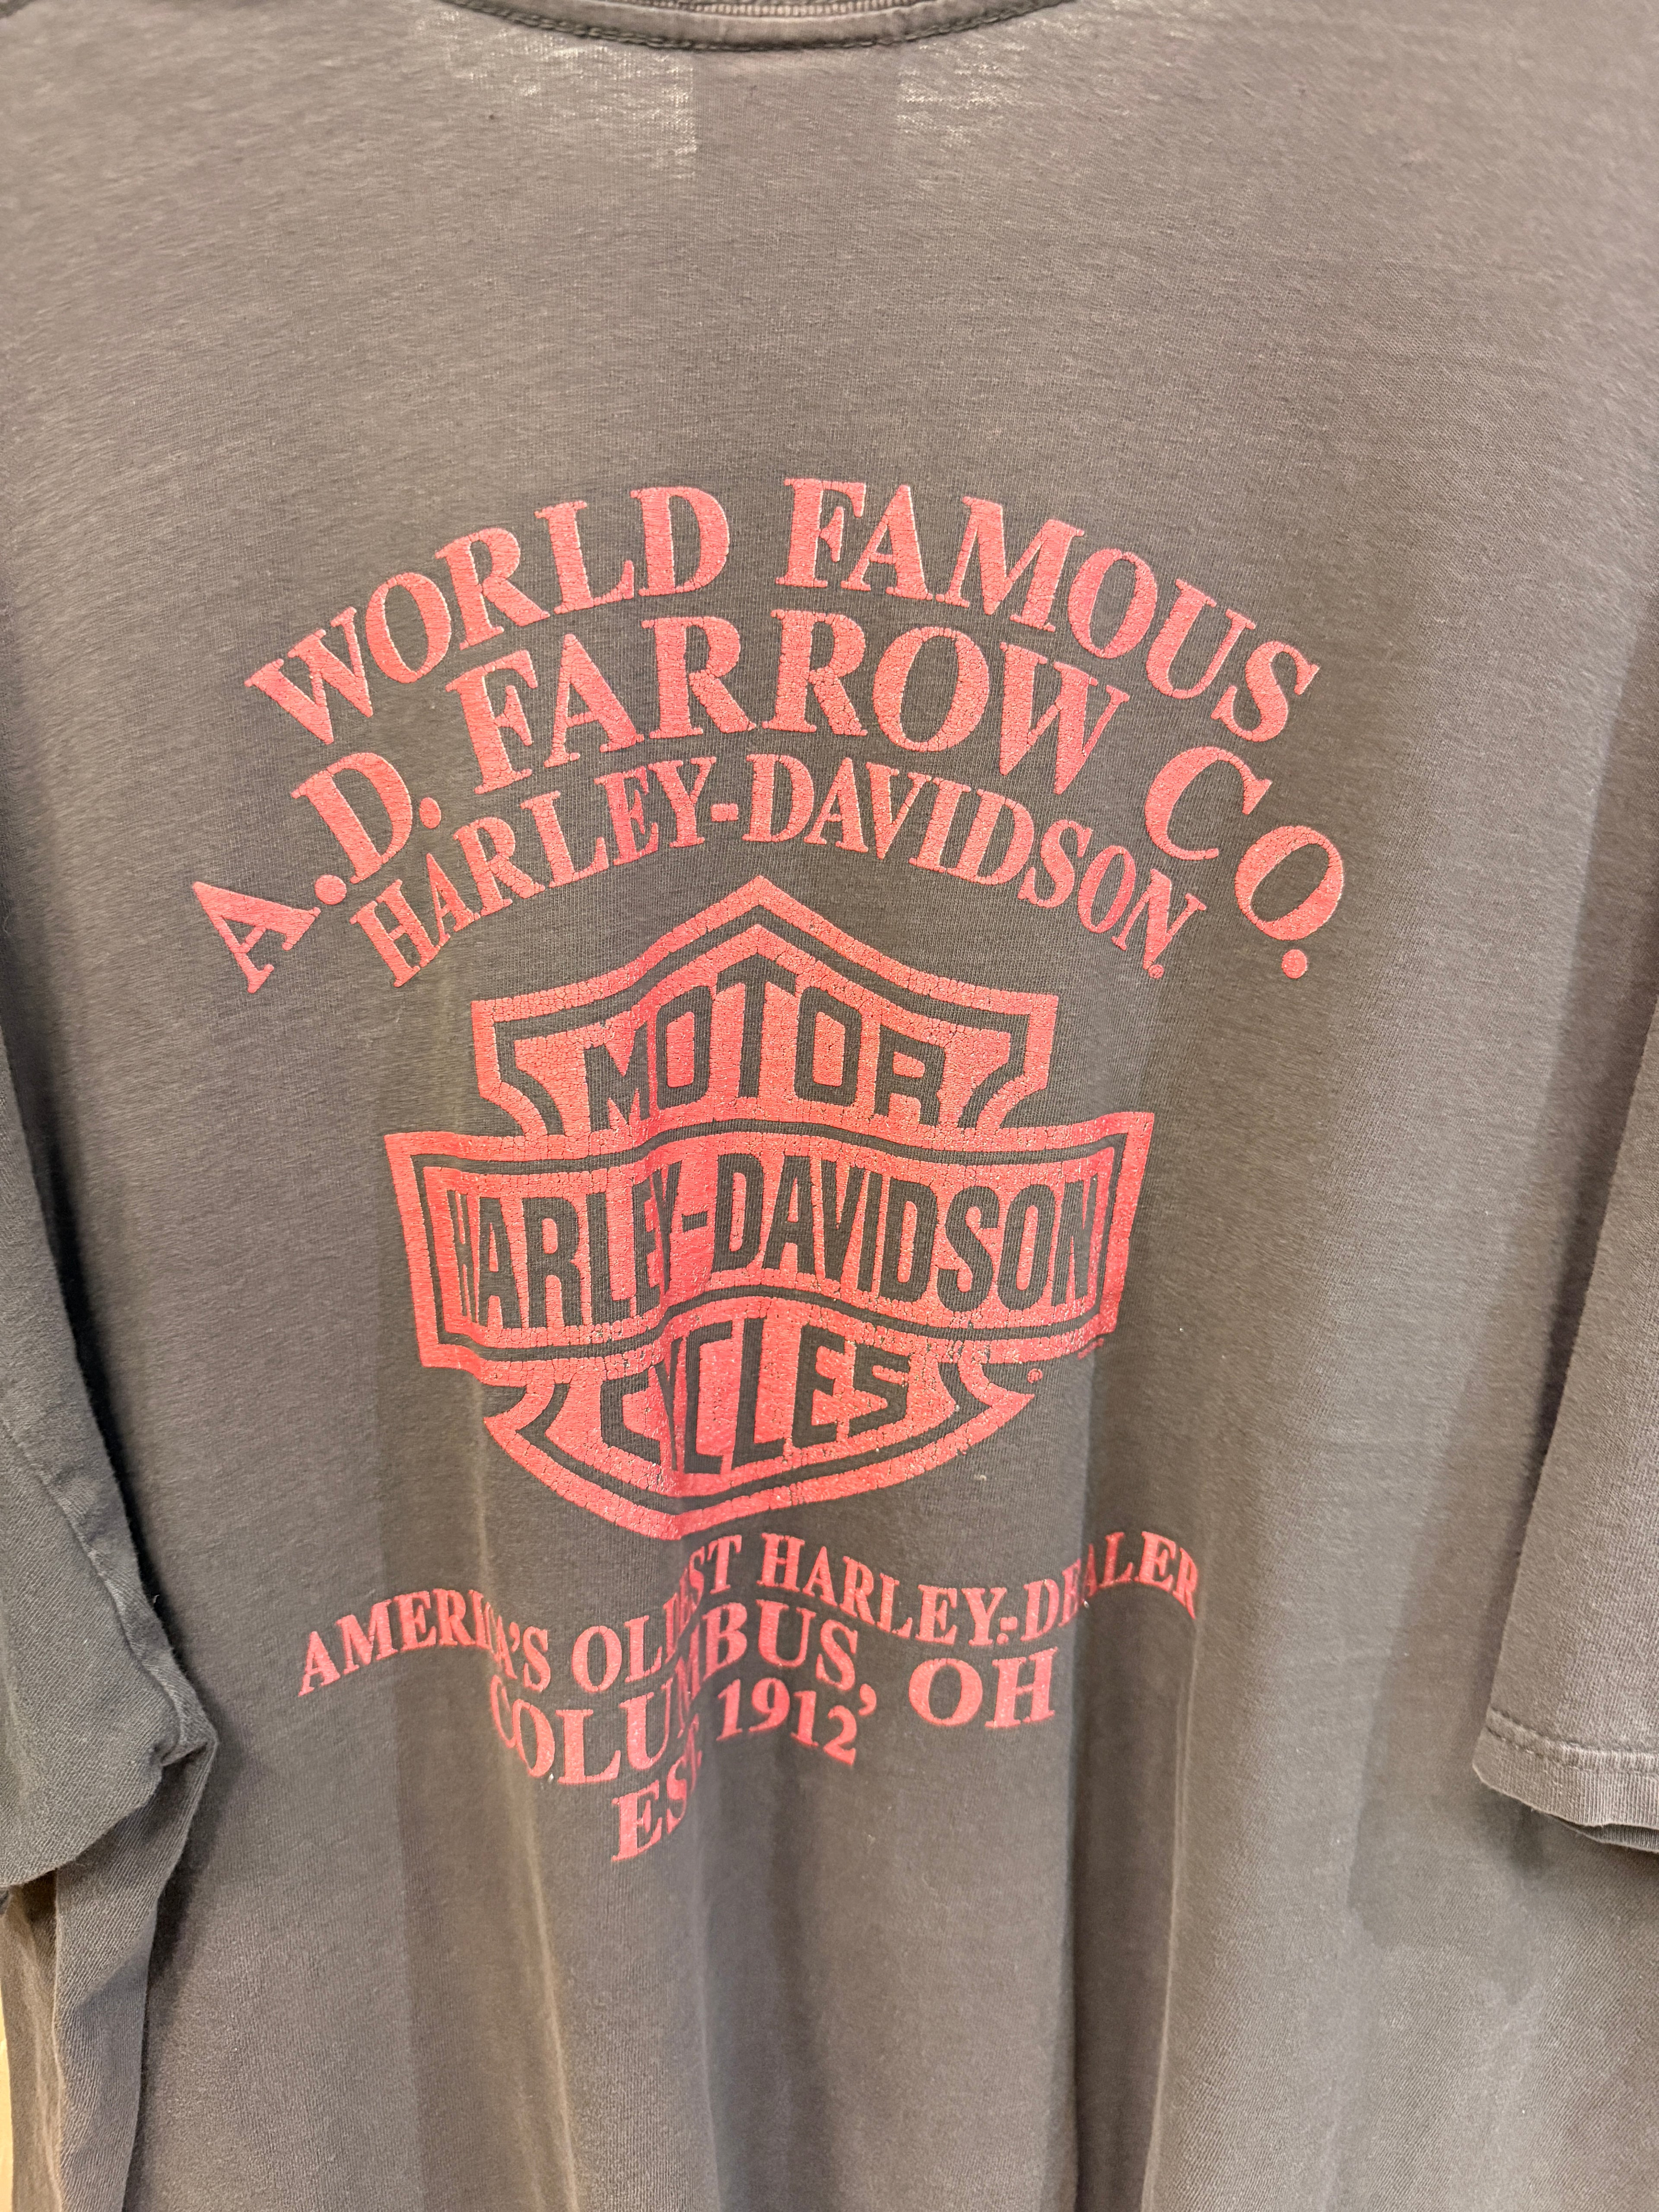 WORLD FAMOUS
A.D. FARROW CO.
HARLEY-DAVIDSON
MOTOR
HARLEY-DAVIDSON
CYCLES
®
AMERICA'S OLDEST HARLEY-DEALER
COLUMBUS, OH
EST. 1912